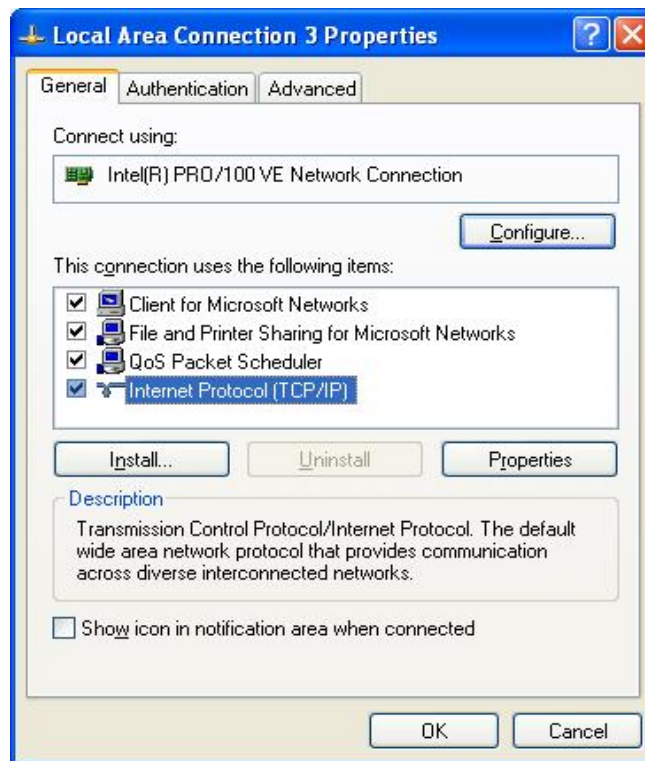 Local Area Connection 3 Properties
General Authentication Advanced
Connect using:
Intel(R) PRO/100 VE Network Connection
Configure...
This connection uses the following items:
Client for Microsoft Networks
File and Printer Sharing for Microsoft Networks
QoS Packet Scheduler
Internet Protocol (TCP/IP)
Install... Uninstall Properties
Description
Transmission Control Protocol/Internet Protocol. The default
wide area network protocol that provides communication
across diverse interconnected networks.
Show icon in notification area when connected
OK Cancel